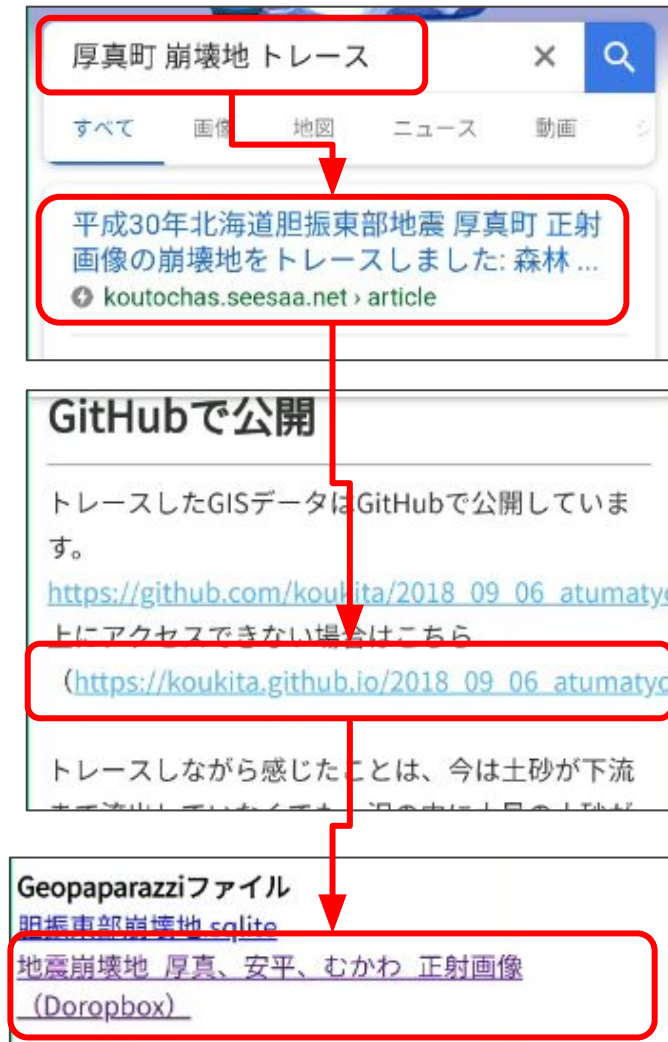 厚真町 崩壊地 トレース
すべて 画像 地図 ニュース 動画
平成30年北海道胆振東部地震 厚真町 正射
画像の崩壊地をトレースしました: 森林 ...
koutochas.seesaa.net › article
GitHubで公開
トレースしたGISデータはGitHubで公開していま
す。
https://github.com/koukita/2018_09_06_atumaty
上にアクセスできない場合はこちら
（https://koukita.github.io/2018_09_06_atumatyo
トレースしながら感じたことは、今は土砂が下流
Geopaparazziファイル
胆振東部崩壊地.sqlite
地震崩壊地_厚真、安平、むかわ_正射画像
（Doropbox）